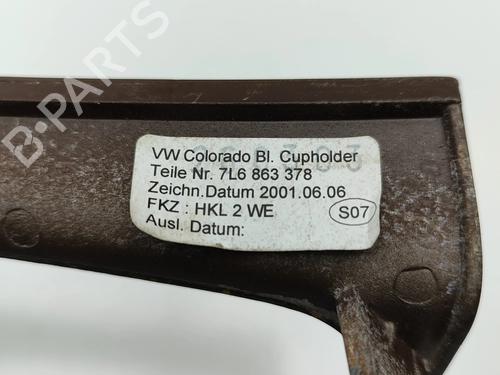 VW Colorado Bl. Cupholder
Teile Nr. 7L6 863 378
Zeichn.Datum 2001.06.06
FKZ : HKL 2 WE
S07
Ausl. Datum:
B-PARTS